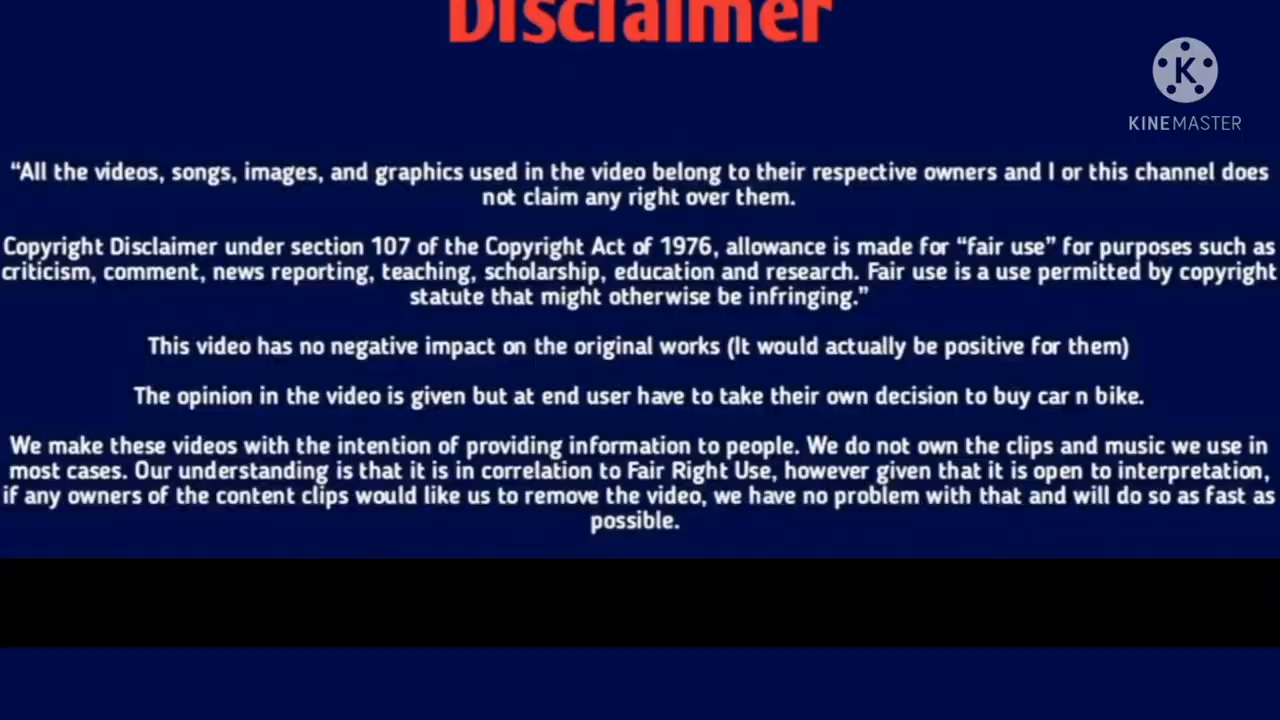 Disclaimer
K
KINEMASTER
“All the videos, songs, images, and graphics used in the video belong to their respective owners and I or this channel does
not claim any right over them.
Copyright Disclaimer under section 107 of the Copyright Act of 1976, allowance is made for “fair use” for purposes such as
criticism, comment, news reporting, teaching, scholarship, education and research. Fair use is a use permitted by copyright
statute that might otherwise be infringing.”
This video has no negative impact on the original works (It would actually be positive for them)
The opinion in the video is given but at end user have to take their own decision to buy car n bike.
We make these videos with the intention of providing information to people. We do not own the clips and music we use in
most cases. Our understanding is that it is in correlation to Fair Right Use, however given that it is open to interpretation,
if any owners of the content clips would like us to remove the video, we have no problem with that and will do so as fast as
possible.